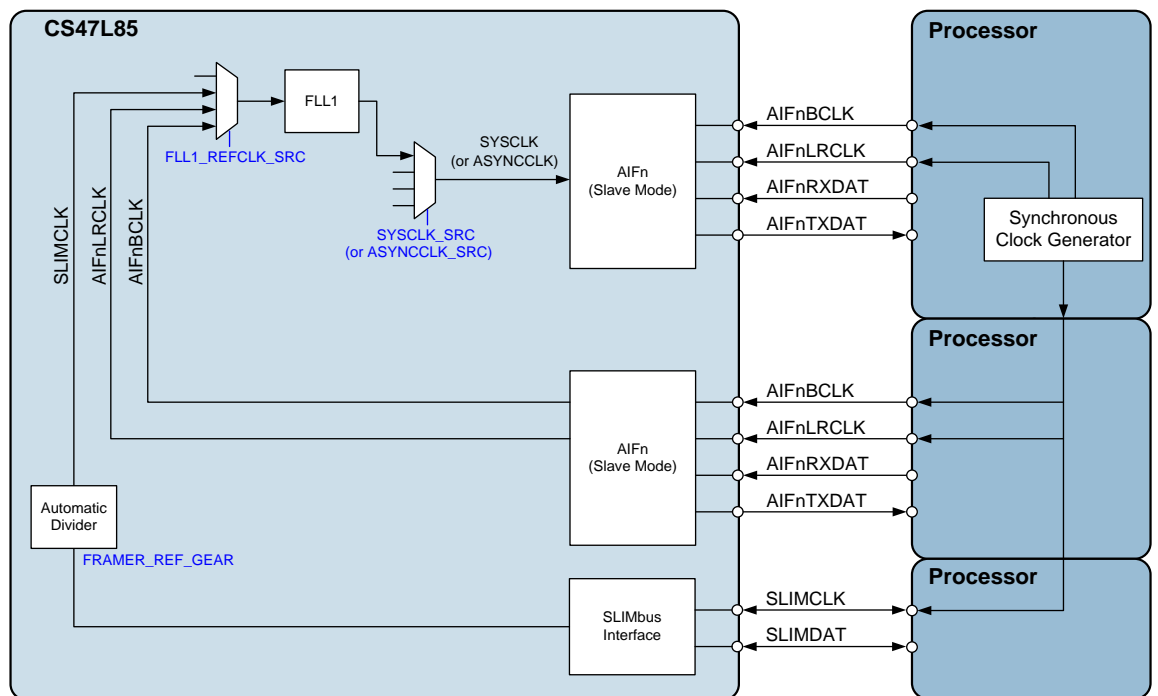 CS47L85
Processor
FLL1
FLL1_REFCLK_SRC
SYSCLK
(or ASYNCCLK)
SYSCLK_SRC
(or ASYNCCLK_SRC)
AIFn
(Slave Mode)
AIFnBCLK
AIFnLRCLK
AIFnRXDAT
AIFnTXDAT
Synchronous
Clock Generator
SLIMCLK
AIFnLRCLK
AIFnBCLK
Processor
AIFn
(Slave Mode)
AIFnBCLK
AIFnLRCLK
AIFnRXDAT
AIFnTXDAT
Automatic
Divider
FRAMER_REF_GEAR
Processor
SLIMbus
Interface
SLIMCLK
SLIMDAT